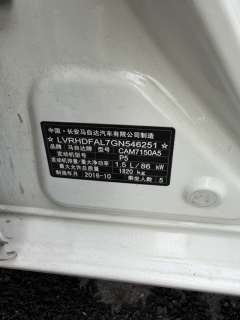 中国·长安马自达汽车有限公司制造
☆ LVRHDFAL7GN546251 ☆
品牌 马自达牌 型号 CAM7150A5
发动机型号 P5
发动机排量/最大净功率 1.5 L/ 86 kW
最大允许总质量 1820 kg
制造年月 2016-10 乘坐人数 5